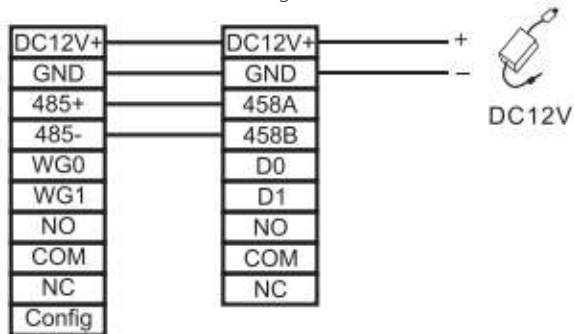 DC12V+ DC12V+ +
GND GND –
485+ 458A
485- 458B
DC12V
WG0 D0
WG1 D1
NO NO
COM COM
NC NC
Config